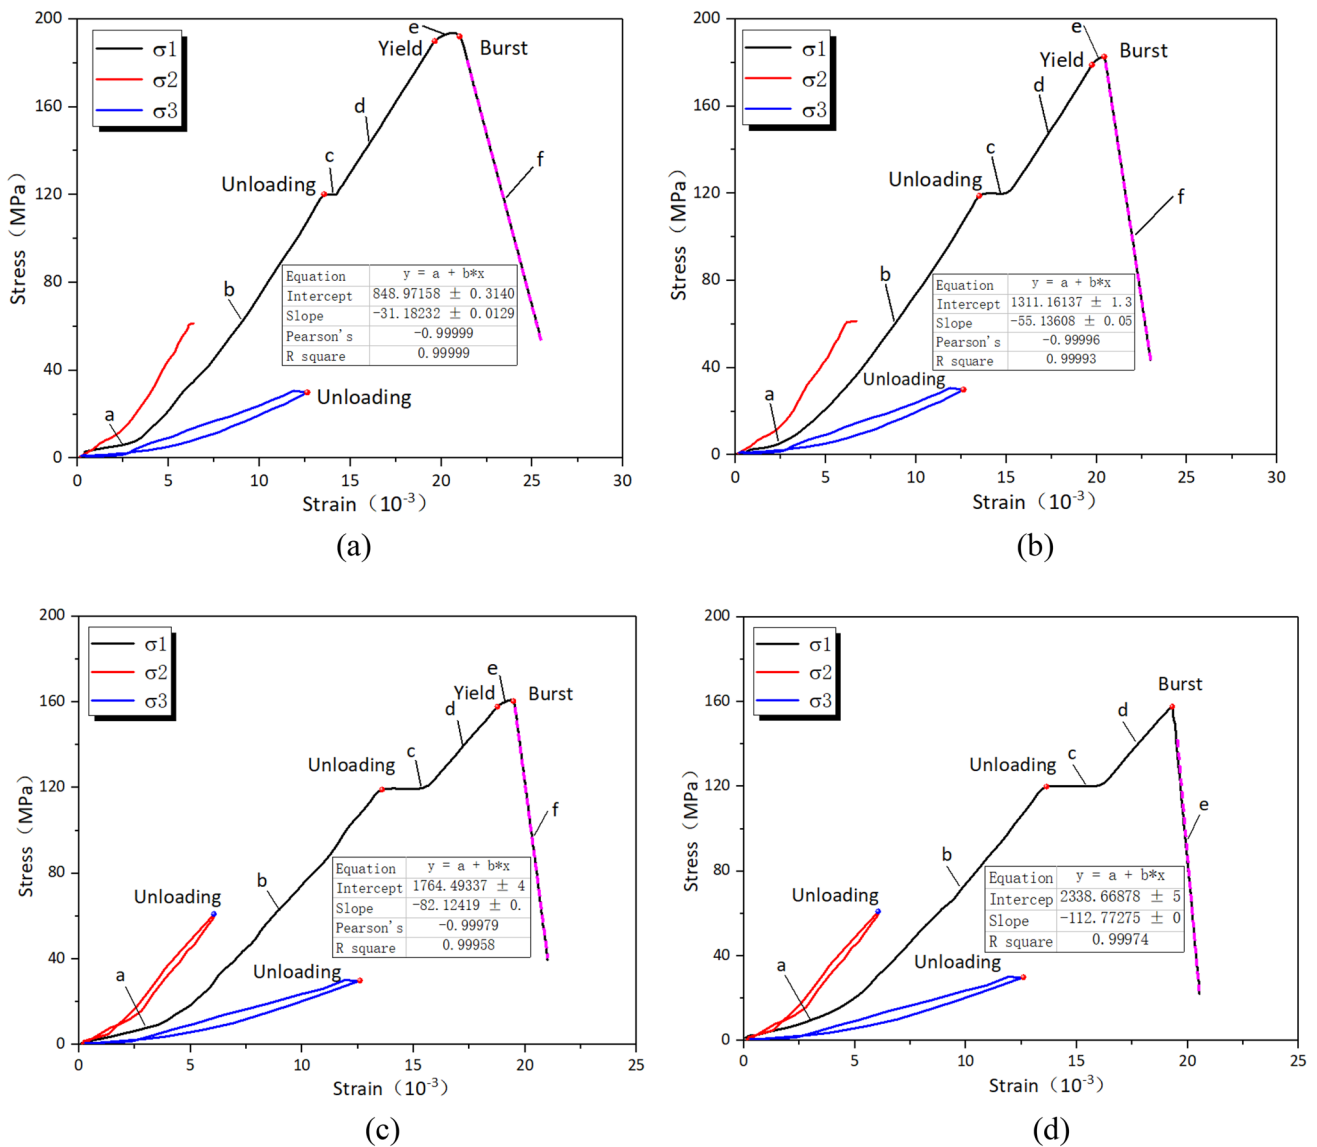 200
160
120
80
40
0
Stress（MPa）
σ1
σ2
σ3
Yield
e
Burst
d
c
Unloading
b
f
a
Unloading
Equation y = a + b*x
Intercept 848.97158 ± 0.3140
Slope -31.18232 ± 0.0129
Pearson's -0.99999
R square 0.99999
0 5 10 15 20 25 30
Strain（10-3）
(a)
200
160
120
80
40
0
Stress（MPa）
σ1
σ2
σ3
e
Yield
Burst
d
c
Unloading
b
f
a
Unloading
Equation y = a + b*x
Intercept 1311.16137 ± 1.3
Slope -55.13608 ± 0.05
Pearson's -0.99996
R square 0.99993
0 5 10 15 20 25 30
Strain（10-3）
(b)
200
160
120
80
40
0
Stress（MPa）
σ1
σ2
σ3
e
Yield
Burst
d
c
Unloading
b
f
Unloading
a
Unloading
Equation y = a + b*x
Intercept 1764.49337 ± 4
Slope -82.12419 ± 0.
Pearson's -0.99979
R square 0.99958
0 5 10 15 20 25
Strain（10-3）
(c)
200
160
120
80
40
0
Stress（MPa）
σ1
σ2
σ3
Burst
d
c
Unloading
b
e
Unloading
a
Unloading
Equation y = a + b*x
Intercep 2338.66878 ± 5
Slope -112.77275 ± 0
R square 0.99974
0 5 10 15 20 25
Strain（10-3）
(d)